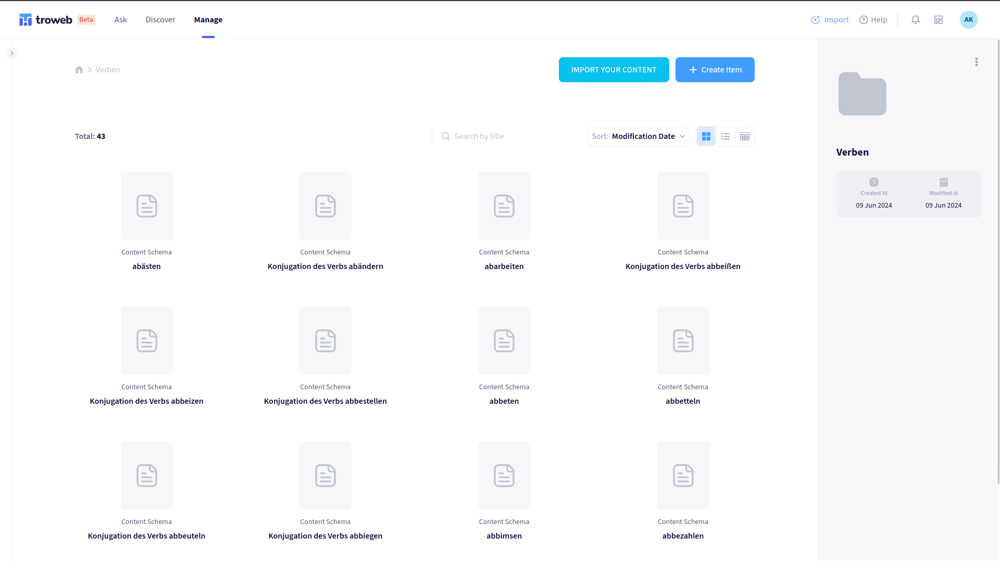 troweb Beta Ask Discover Manage Import Help AK
Verben IMPORT YOUR CONTENT Create Item
Total: 43 Search by title Sort: Modification Date
Content Schema Content Schema Content Schema Content Schema
abästen Konjugation des Verbs abändern abarbeiten Konjugation des Verbs abbeißen
Content Schema Content Schema Content Schema Content Schema
Konjugation des Verbs abbeizen Konjugation des Verbs abbestellen abbeten abbetteln
Content Schema Content Schema Content Schema Content Schema
Konjugation des Verbs abbeuteln Konjugation des Verbs abbiegen abbimsen abbezahlen
Verben
Created At Modified at
09 Jun 2024 09 Jun 2024